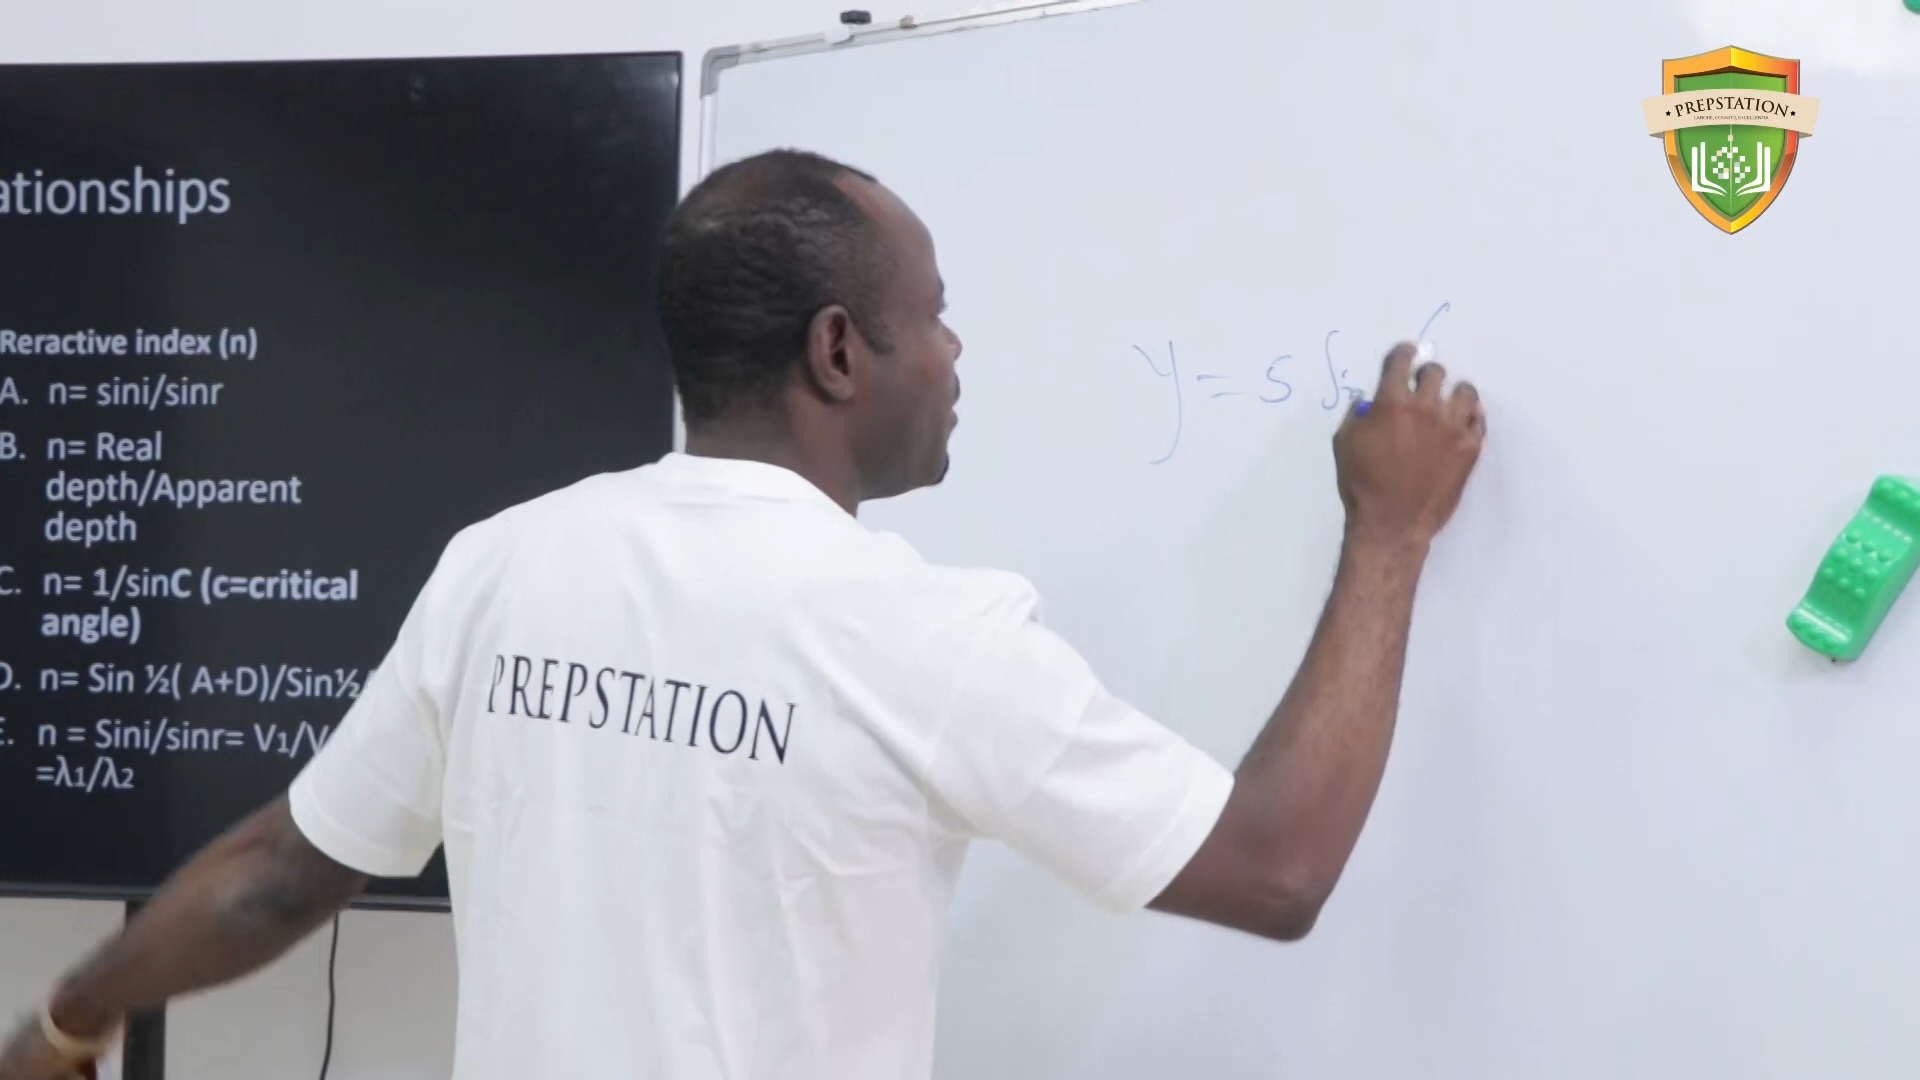 ationships
Reractive index (n)
A. n= sini/sinr
B. n= Real
depth/Apparent
depth
C. n= 1/sinC (c=critical
angle)
D. n= Sin ½( A+D)/Sin½
E. n = Sini/sinr= V1/V
=λ1/λ2
PREPSTATION
y = 5 Sin (
PREPSTATION